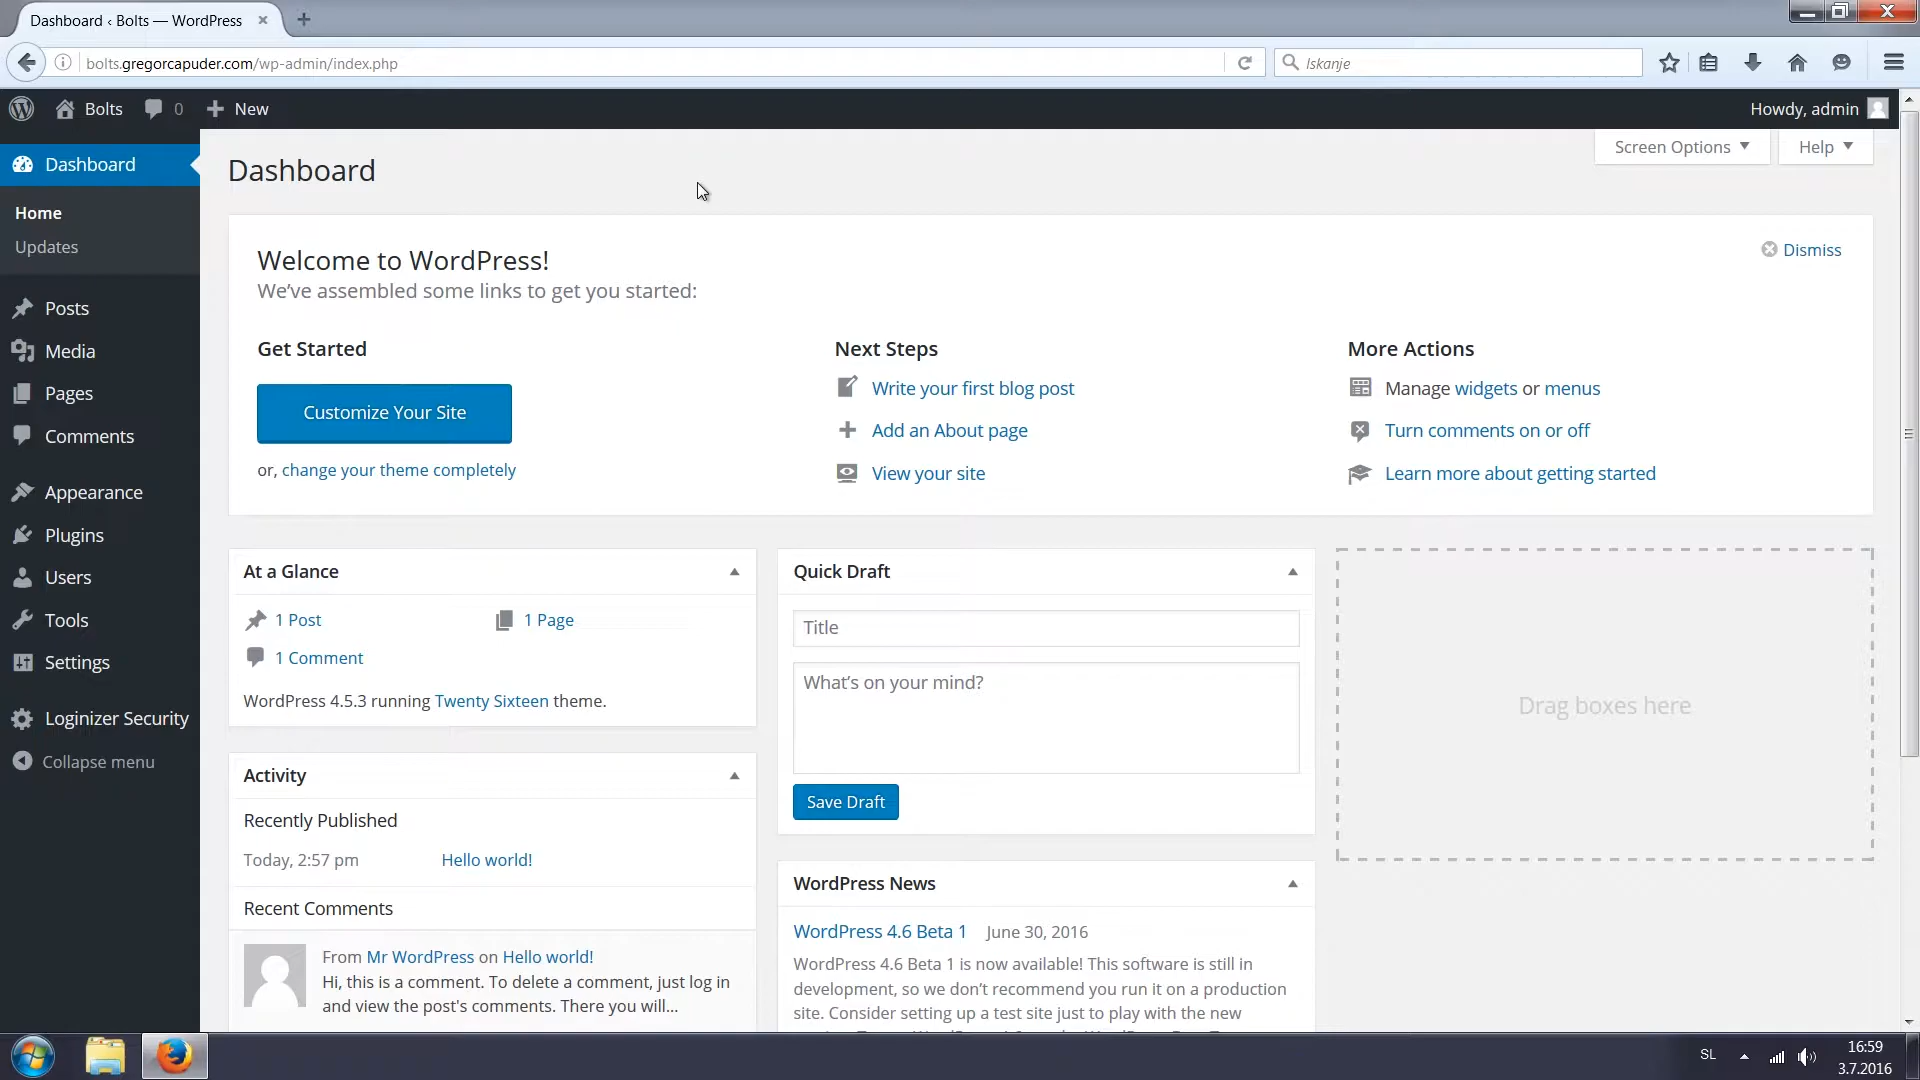 Dashboard ‹ Bolts — WordPress
bolts.gregorcapuder.com/wp-admin/index.php
Iskanje
Bolts 0 New
Howdy, admin
Dashboard
Home
Updates
Posts
Media
Pages
Comments
Appearance
Plugins
Users
Tools
Settings
Loginizer Security
Collapse menu
Screen Options
Help
Dashboard
Welcome to WordPress!
We’ve assembled some links to get you started:
Dismiss
Get Started
Customize Your Site
or, change your theme completely
Next Steps
Write your first blog post
Add an About page
View your site
More Actions
Manage widgets or menus
Turn comments on or off
Learn more about getting started
At a Glance
1 Post
1 Page
1 Comment
WordPress 4.5.3 running Twenty Sixteen theme.
Activity
Recently Published
Today, 2:57 pm Hello world!
Recent Comments
From Mr WordPress on Hello world!
Hi, this is a comment. To delete a comment, just log in
and view the post's comments. There you will...
Quick Draft
Title
What’s on your mind?
Save Draft
WordPress News
WordPress 4.6 Beta 1 June 30, 2016
WordPress 4.6 Beta 1 is now available! This software is still in
development, so we don’t recommend you run it on a production
site. Consider setting up a test site just to play with the new
Drag boxes here
SL
16:59
3.7.2016